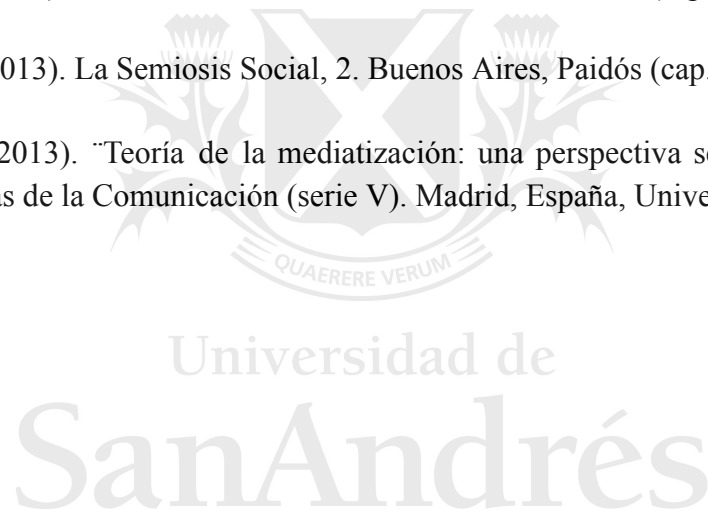 013). La Semiosis Social, 2. Buenos Aires, Paidós (cap.
2013). ¨Teoría de la mediatización: una perspectiva s
as de la Comunicación (serie V). Madrid, España, Unive
QUAERERE VERUM
Universidad de
SanAndrés